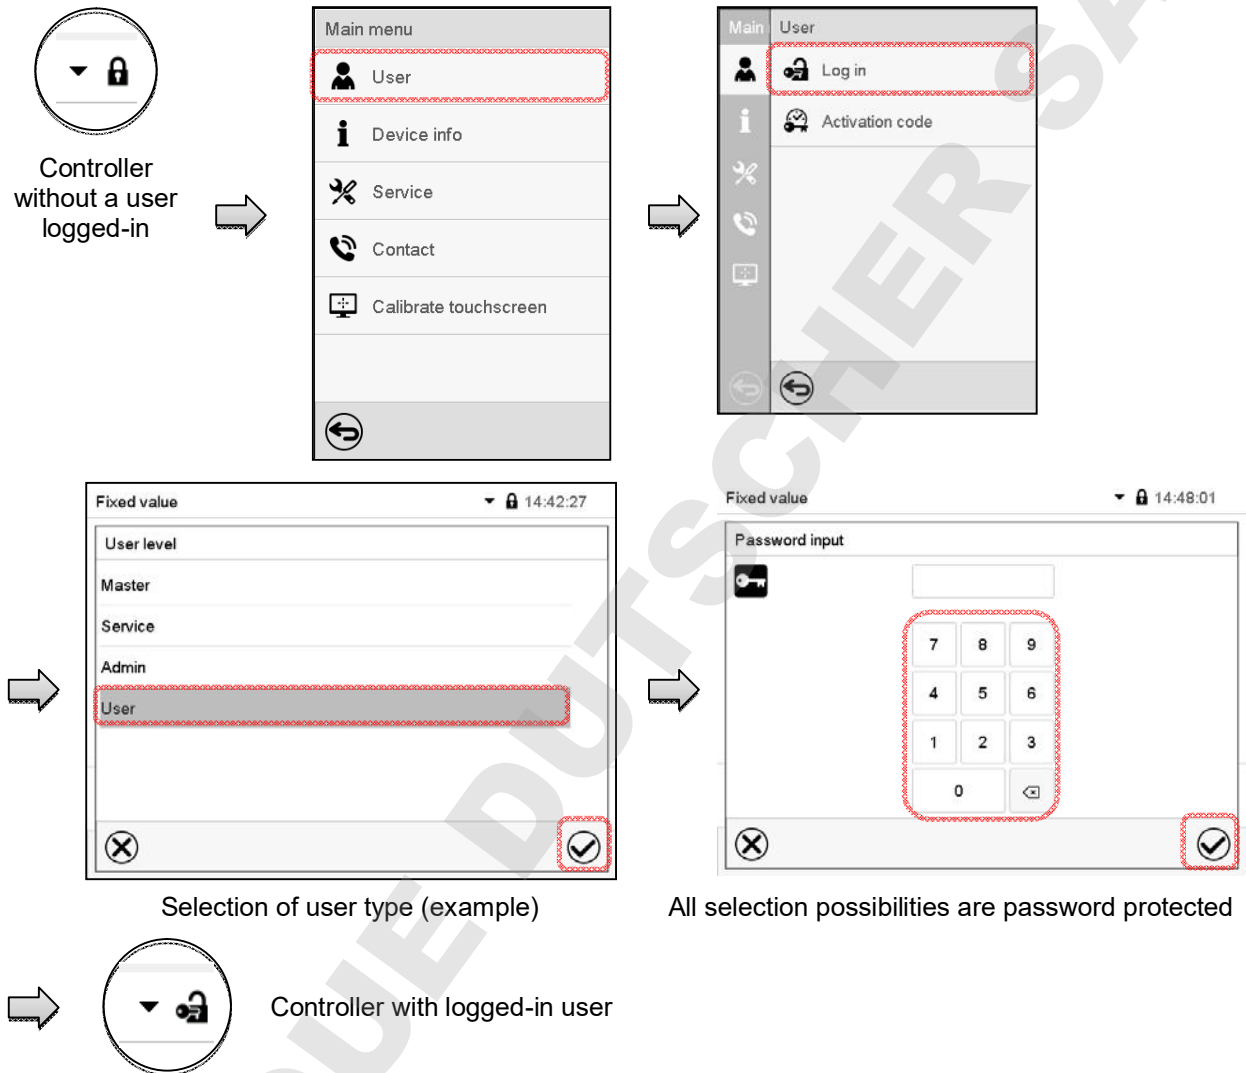 Controller
without a user
logged-in
Main menu
User
Device info
Service
Contact
Calibrate touchscreen
Main
User
Log in
Activation code
Fixed value
14:42:27
User level
Master
Service
Admin
User
Selection of user type (example)
Fixed value
14:48:01
Password input
7 8 9
4 5 6
1 2 3
0
All selection possibilities are password protected
Controller with logged-in user
UE DUTSCHER SA